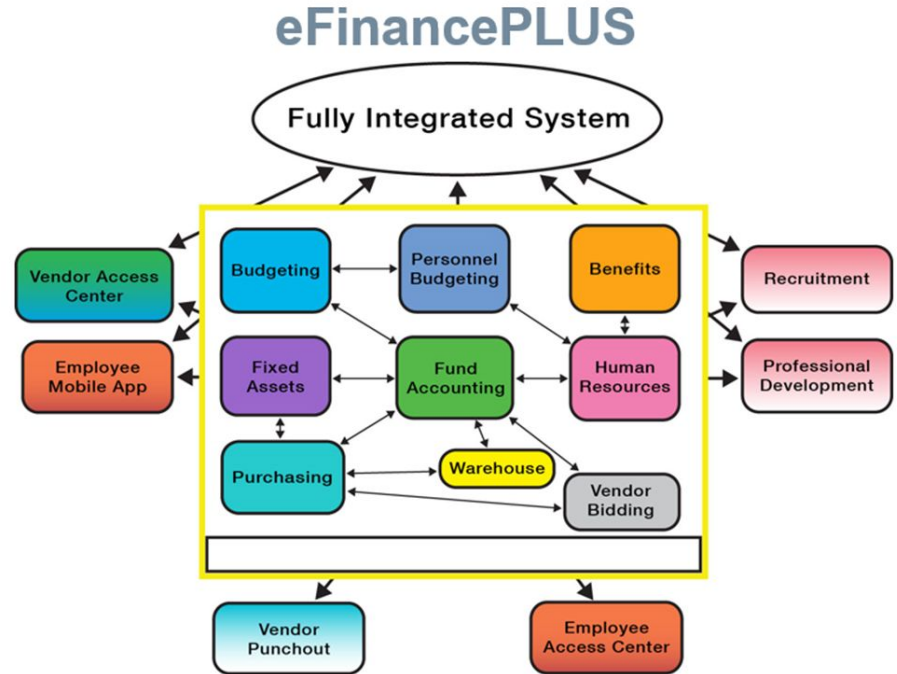 eFinancePLUS
Fully Integrated System
Budgeting
Personnel
Budgeting
Benefits
Vendor Access
Center
Recruitment
Employee
Mobile App
Fixed
Assets
Fund
Accounting
Human
Resources
Professional
Development
Purchasing
Warehouse
Vendor
Bidding
Vendor
Punchout
Employee
Access Center